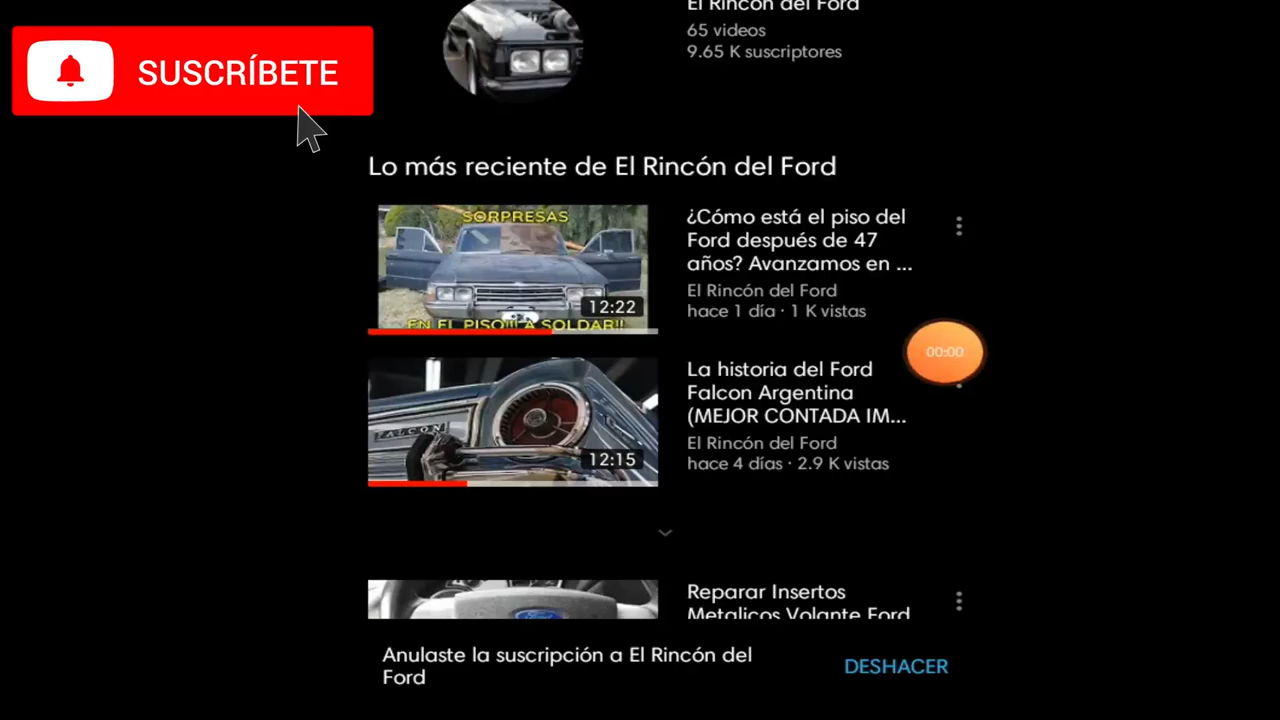 El Rincón del Ford
65 videos
9.65 K suscriptores
SUSCRÍBETE
Lo más reciente de El Rincón del Ford
SORPRESAS
EN EL PISO!!! A SOLDAR!!
12:22
¿Cómo está el piso del
Ford después de 47
años? Avanzamos en ...
El Rincón del Ford
hace 1 día · 1 K vistas
00:00
FALCON
12:15
La historia del Ford
Falcon Argentina
(MEJOR CONTADA IM...
El Rincón del Ford
hace 4 días · 2.9 K vistas
Ford
Reparar Insertos
Metalicos Volante Ford
Anulaste la suscripción a El Rincón del
Ford
DESHACER